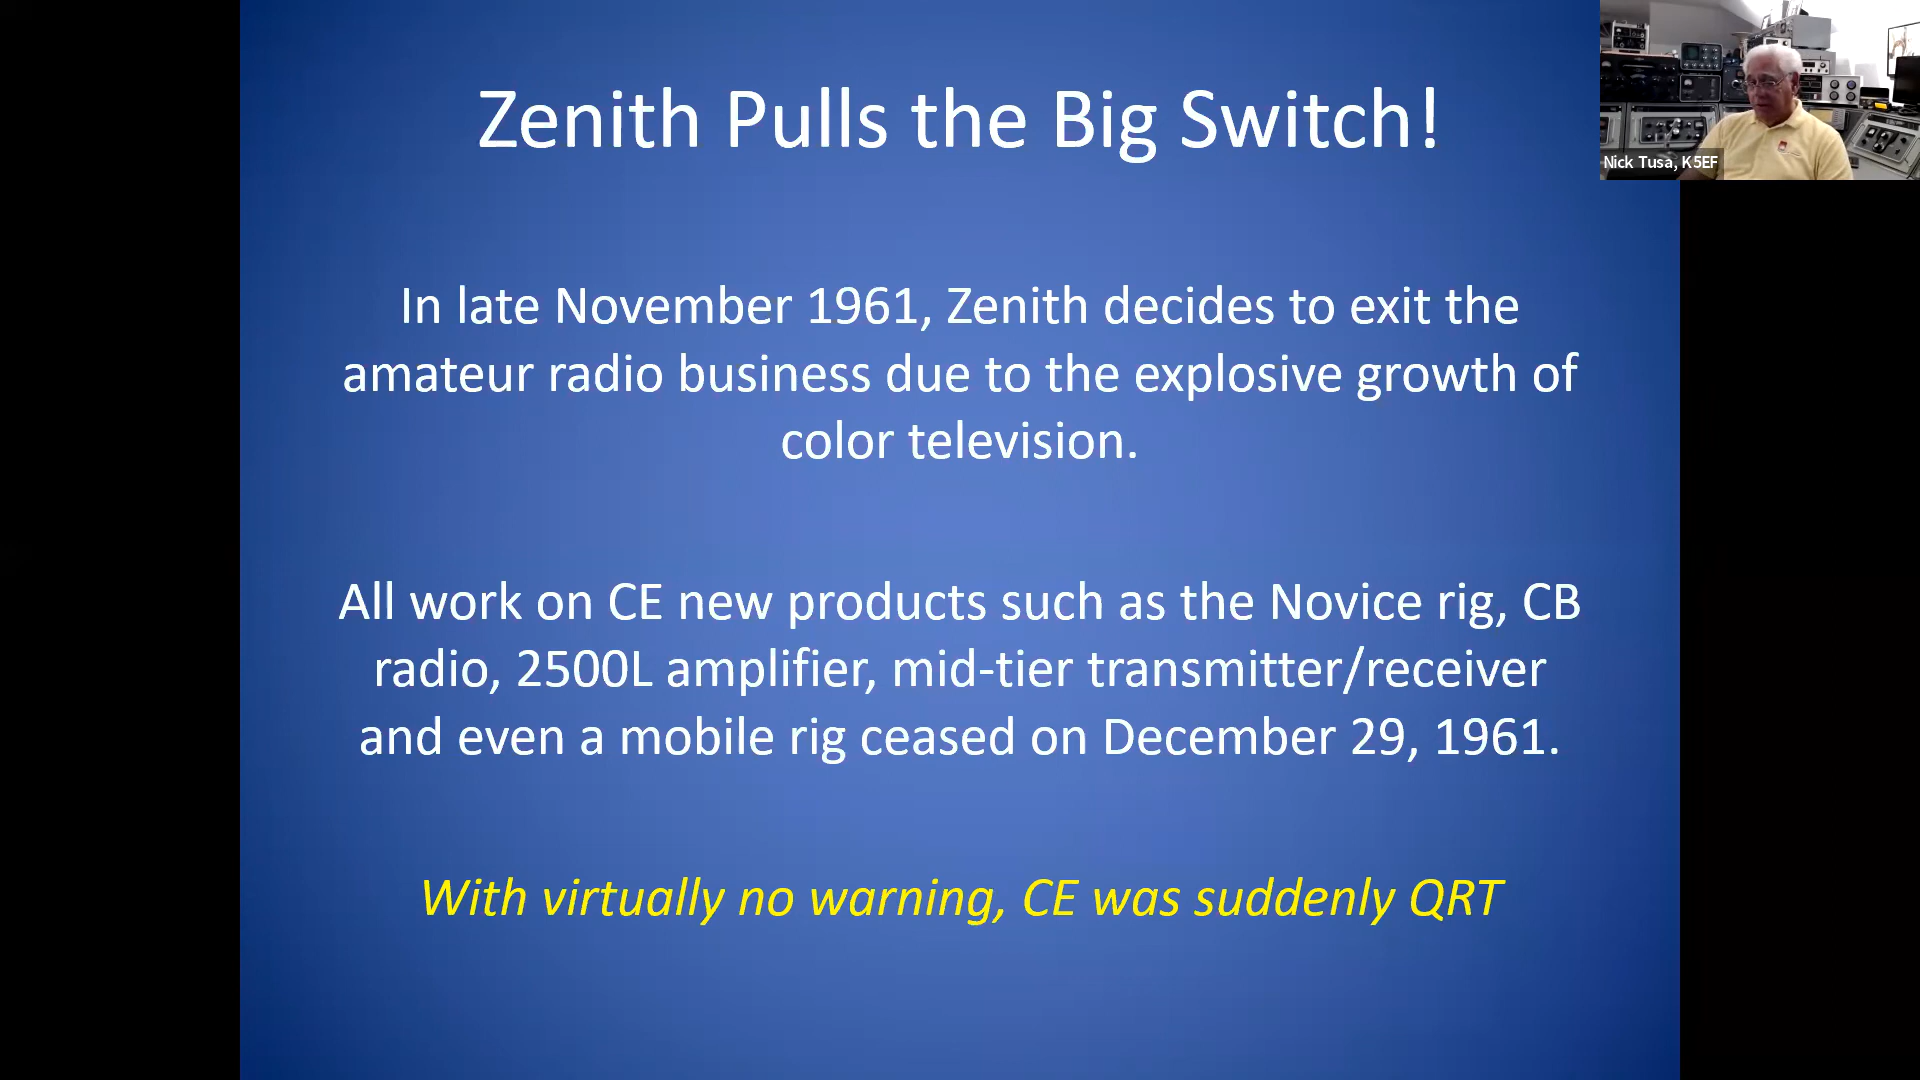 Zenith Pulls the Big Switch!
Nick Tusa, K5EF
In late November 1961, Zenith decides to exit the
amateur radio business due to the explosive growth of
color television.
All work on CE new products such as the Novice rig, CB
radio, 2500L amplifier, mid-tier transmitter/receiver
and even a mobile rig ceased on December 29, 1961.
With virtually no warning, CE was suddenly QRT